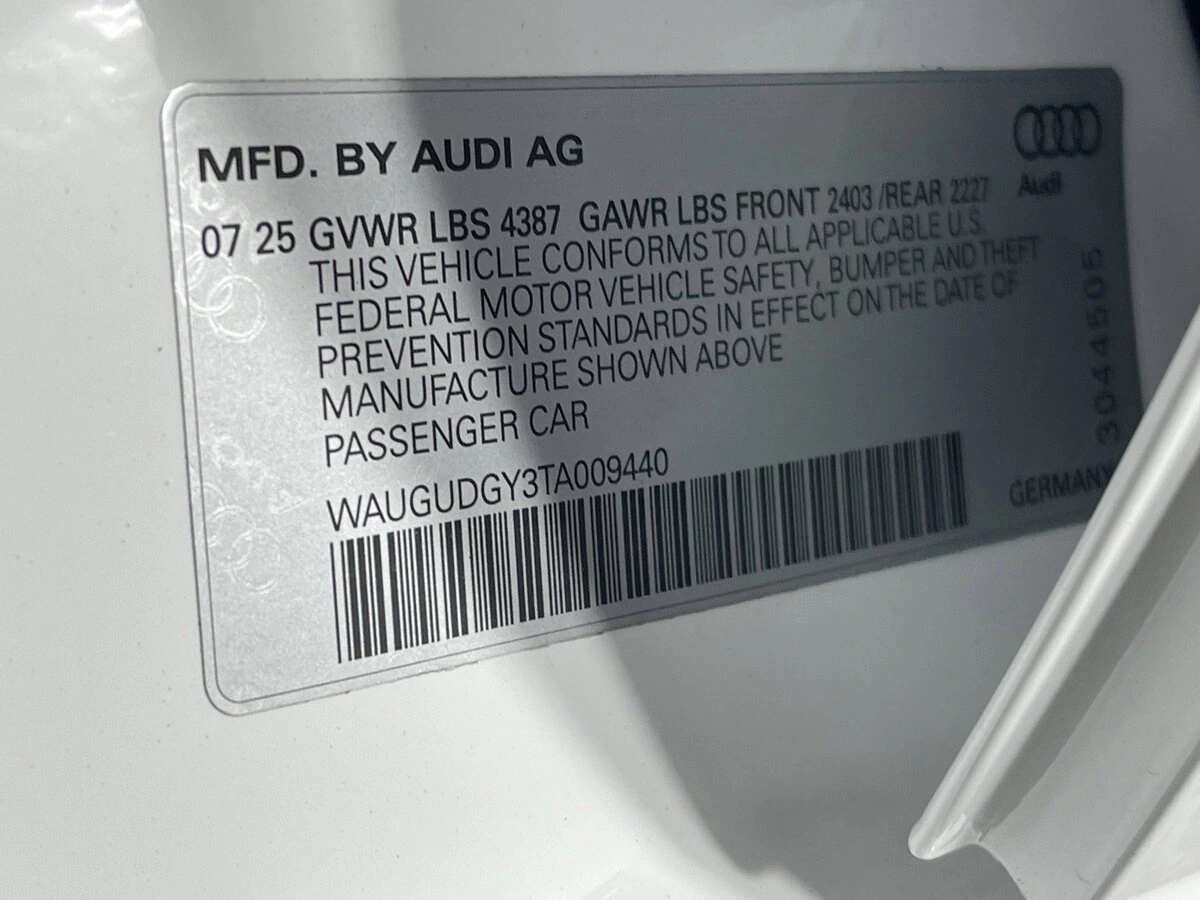 MFD. BY AUDI AG
Audi
07 25 GVWR LBS 4387 GAWR LBS FRONT 2403 /REAR 2227
THIS VEHICLE CONFORMS TO ALL APPLICABLE U.S.
FEDERAL MOTOR VEHICLE SAFETY, BUMPER AND THEFT
PREVENTION STANDARDS IN EFFECT ON THE DATE OF
MANUFACTURE SHOWN ABOVE
PASSENGER CAR
WAUGUDGY3TA009440
3044505
GERMANY